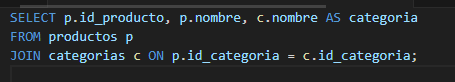 SELECT p.id_producto, p.nombre, c.nombre AS categoria
FROM productos p
JOIN categorias c ON p.id_categoria = c.id_categoria;